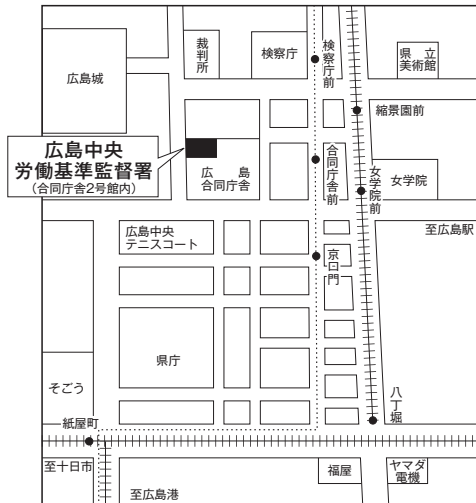 広島城
裁判所
検察庁
検察庁前
県立
美術館
縮景園前
広島中央
労働基準監督署
(合同庁舎2号館内)
広島
合同庁舎
合同庁舎前
女学院前
女学院
広島中央
テニスコート
至広島駅
京口門
県庁
そごう
八丁堀
紙屋町
至十日市
至広島港
福屋
ヤマダ
電機